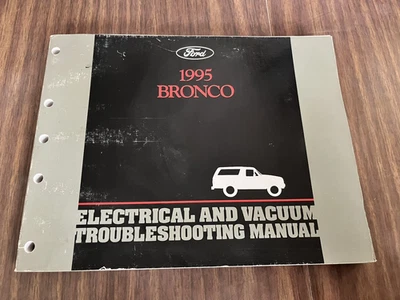 Ford
1995
BRONCO
ELECTRICAL AND VACUUM
TROUBLESHOOTING MANUAL